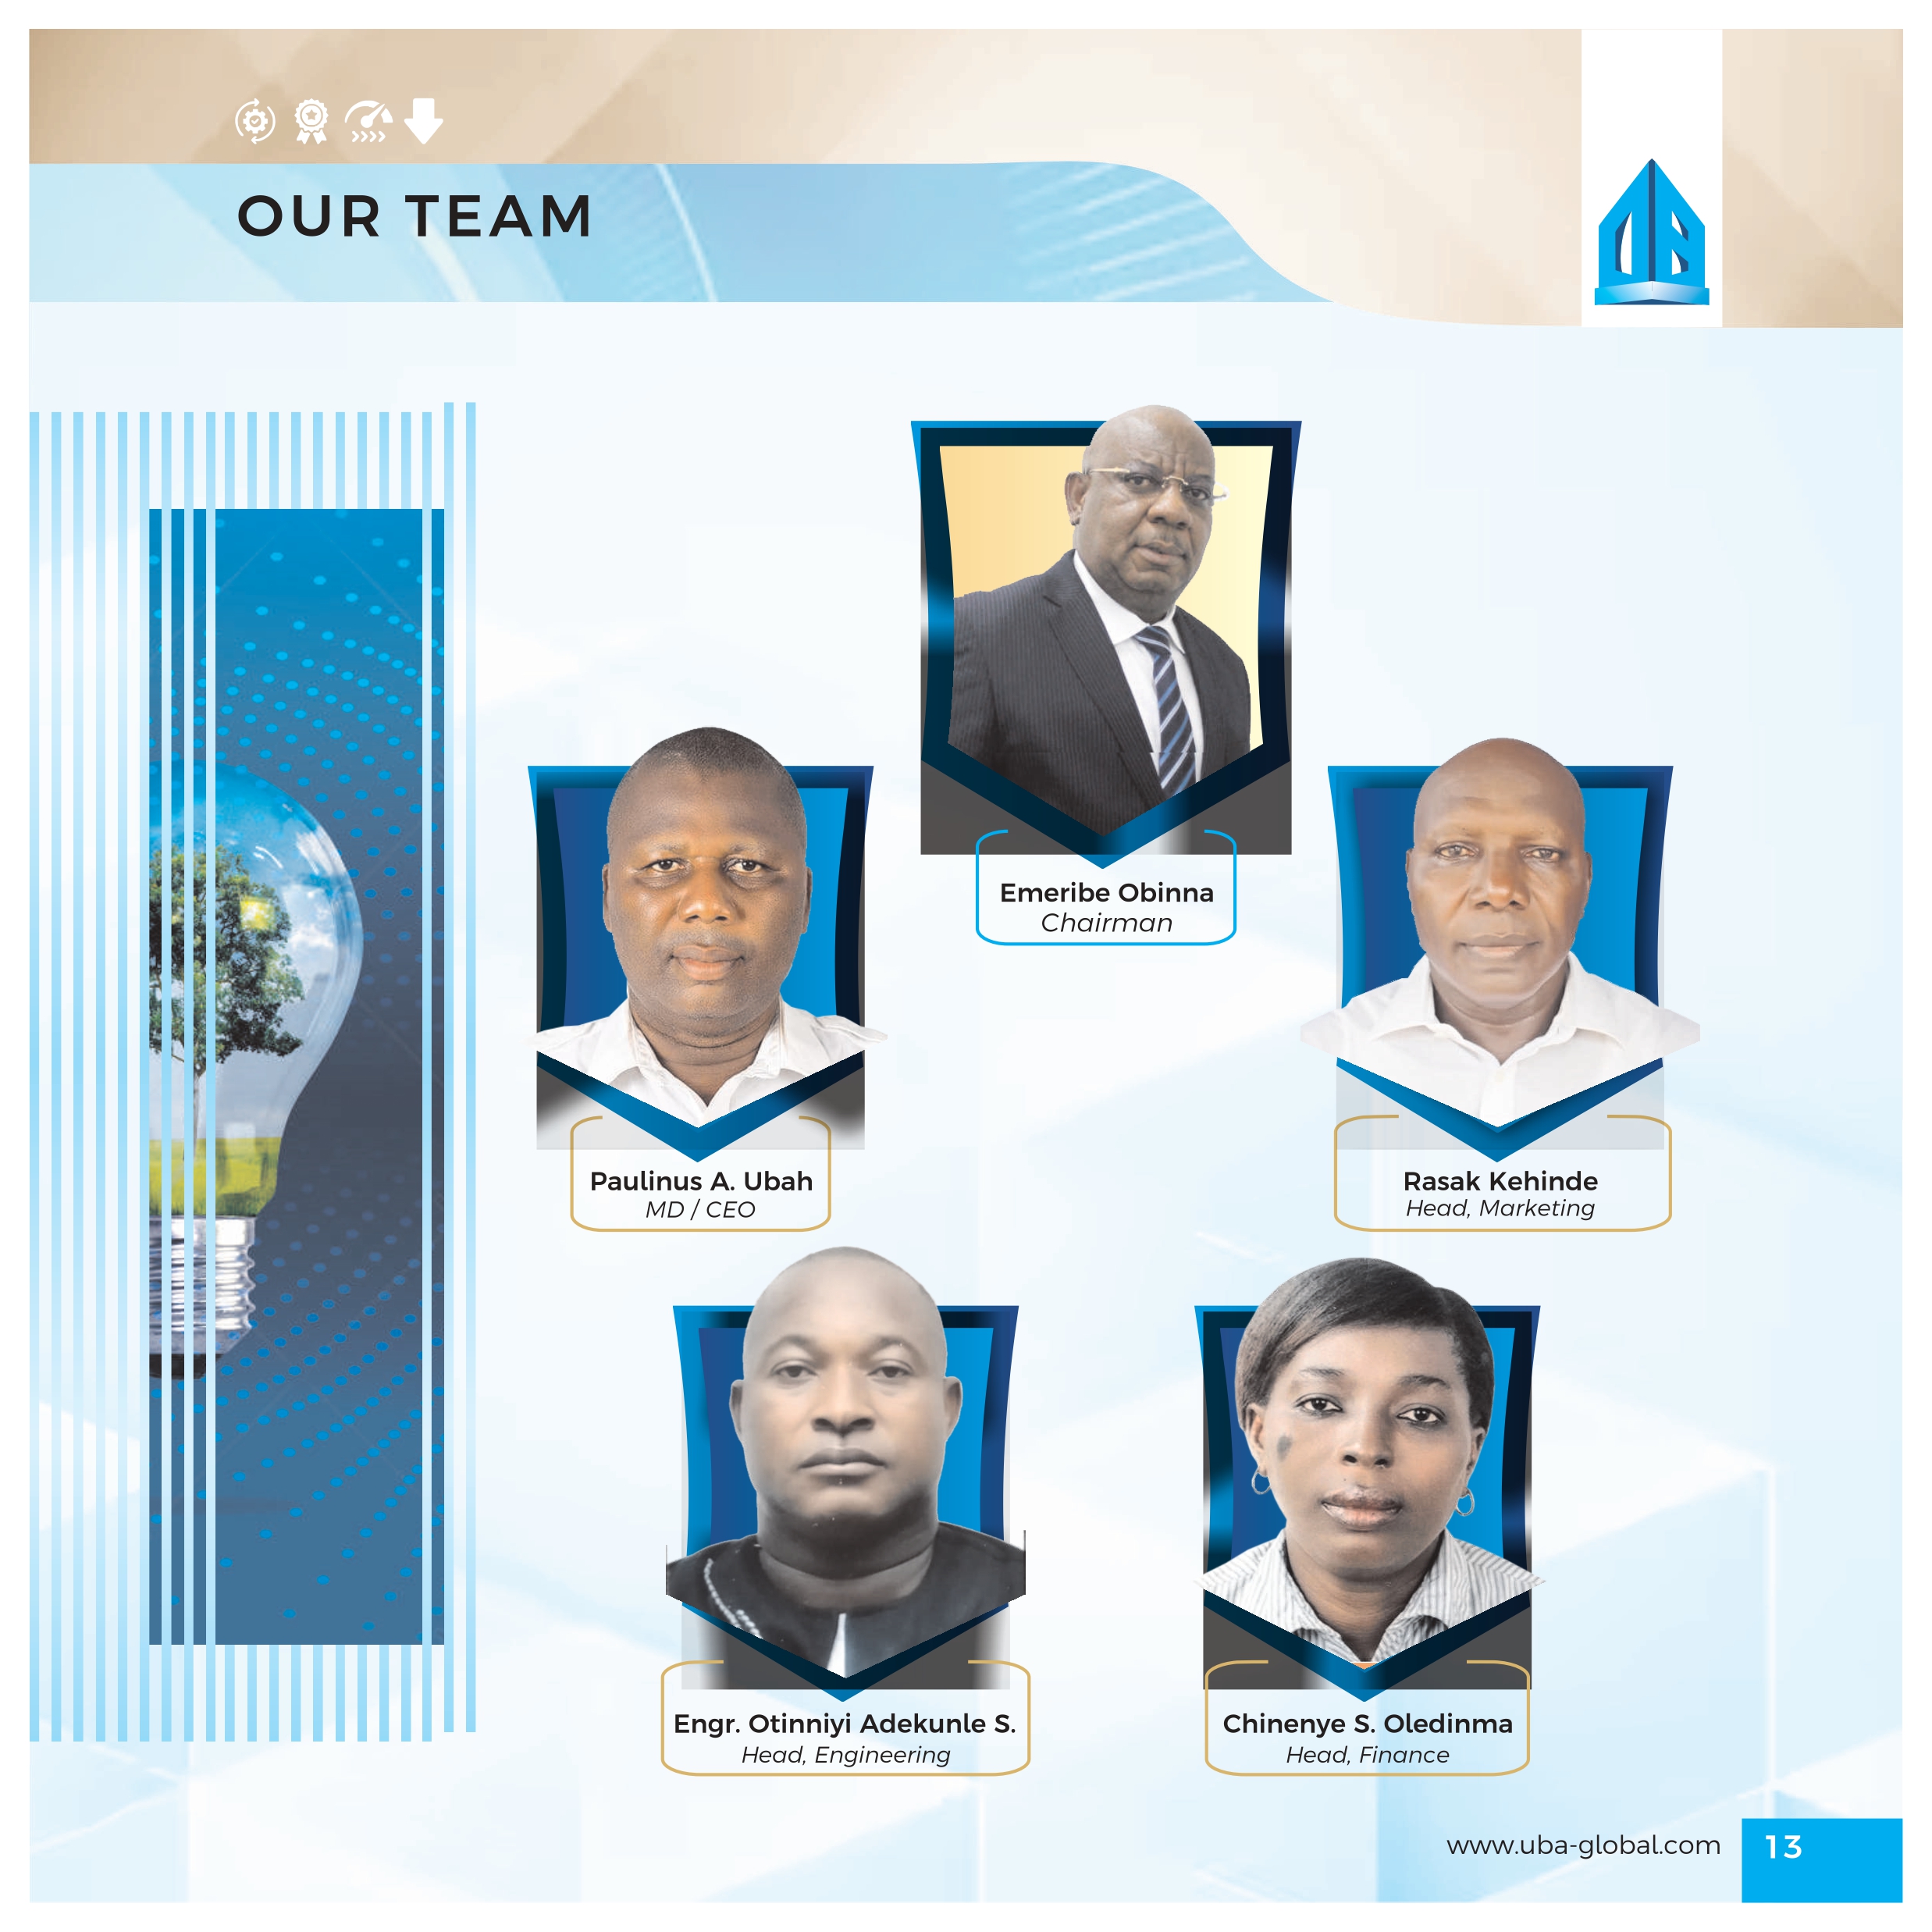 OUR TEAM
Emeribe Obinna
Chairman
Paulinus A. Ubah
MD / CEO
Rasak Kehinde
Head, Marketing
Engr. Otinniyi Adekunle S.
Head, Engineering
Chinenye S. Oledinma
Head, Finance
www.uba-global.com
13